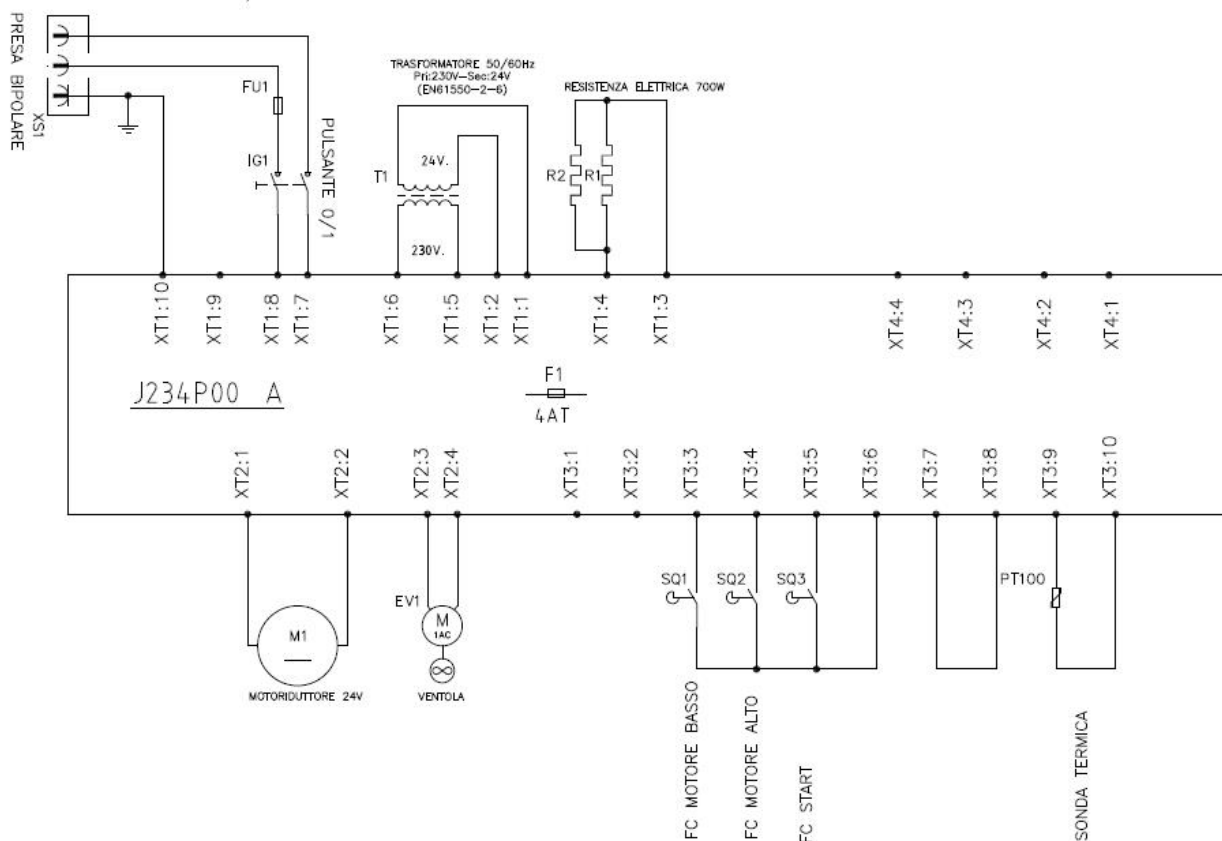 PRESA BIPOLARE
XS1
FU1
IG1
PULSANTE 0/1
TRASFORMATORE 50/60Hz
Pri:230V-Sec:24V
(EN61550-2-6)
T1
24V.
230V.
RESISTENZA ELETTRICA 700W
R2
R1
XT1:10
XT1:9
XT1:8
XT1:7
XT1:6
XT1:5
XT1:2
XT1:1
XT1:4
XT1:3
XT4:4
XT4:3
XT4:2
XT4:1
J234P00 A
F1
4AT
XT2:1
XT2:2
XT2:3
XT2:4
XT3:1
XT3:2
XT3:3
XT3:4
XT3:5
XT3:6
XT3:7
XT3:8
XT3:9
XT3:10
M1
MOTORIDUTTORE 24V
EV1
M
1AC
VENTOLA
SQ1
SQ2
SQ3
PT100
FC MOTORE BASSO
FC MOTORE ALTO
FC START
SONDA TERMICA